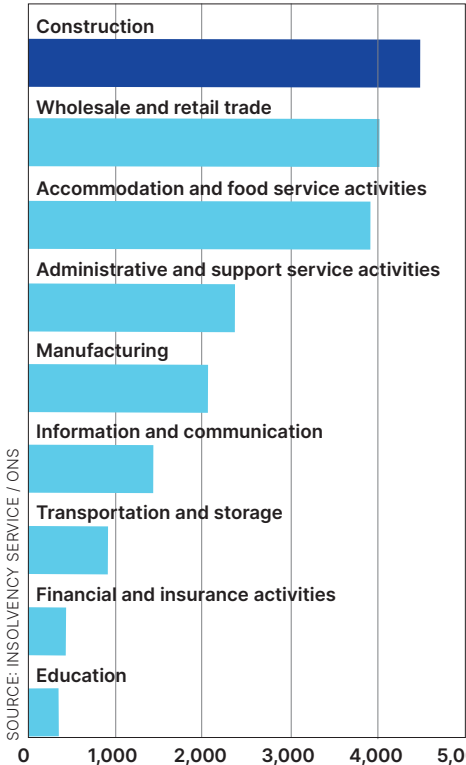 Construction
Wholesale and retail trade
Accommodation and food service activities
Administrative and support service activities
Manufacturing
Information and communication
Transportation and storage
Financial and insurance activities
Education
0 1,000 2,000 3,000 4,000 5,0
SOURCE: INSOLVENCY SERVICE / ONS